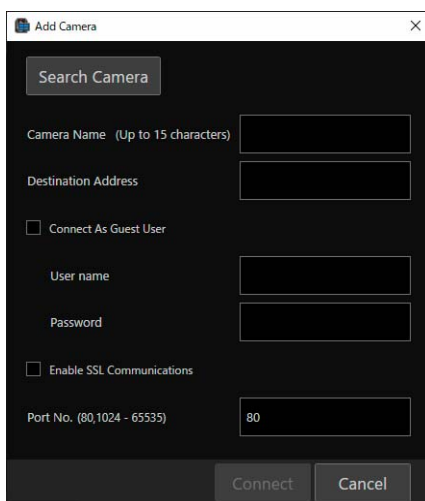 Add Camera
Search Camera
Camera Name (Up to 15 characters)
Destination Address
Connect As Guest User
User name
Password
Enable SSL Communications
Port No. (80,1024 - 65535) 80
Connect Cancel